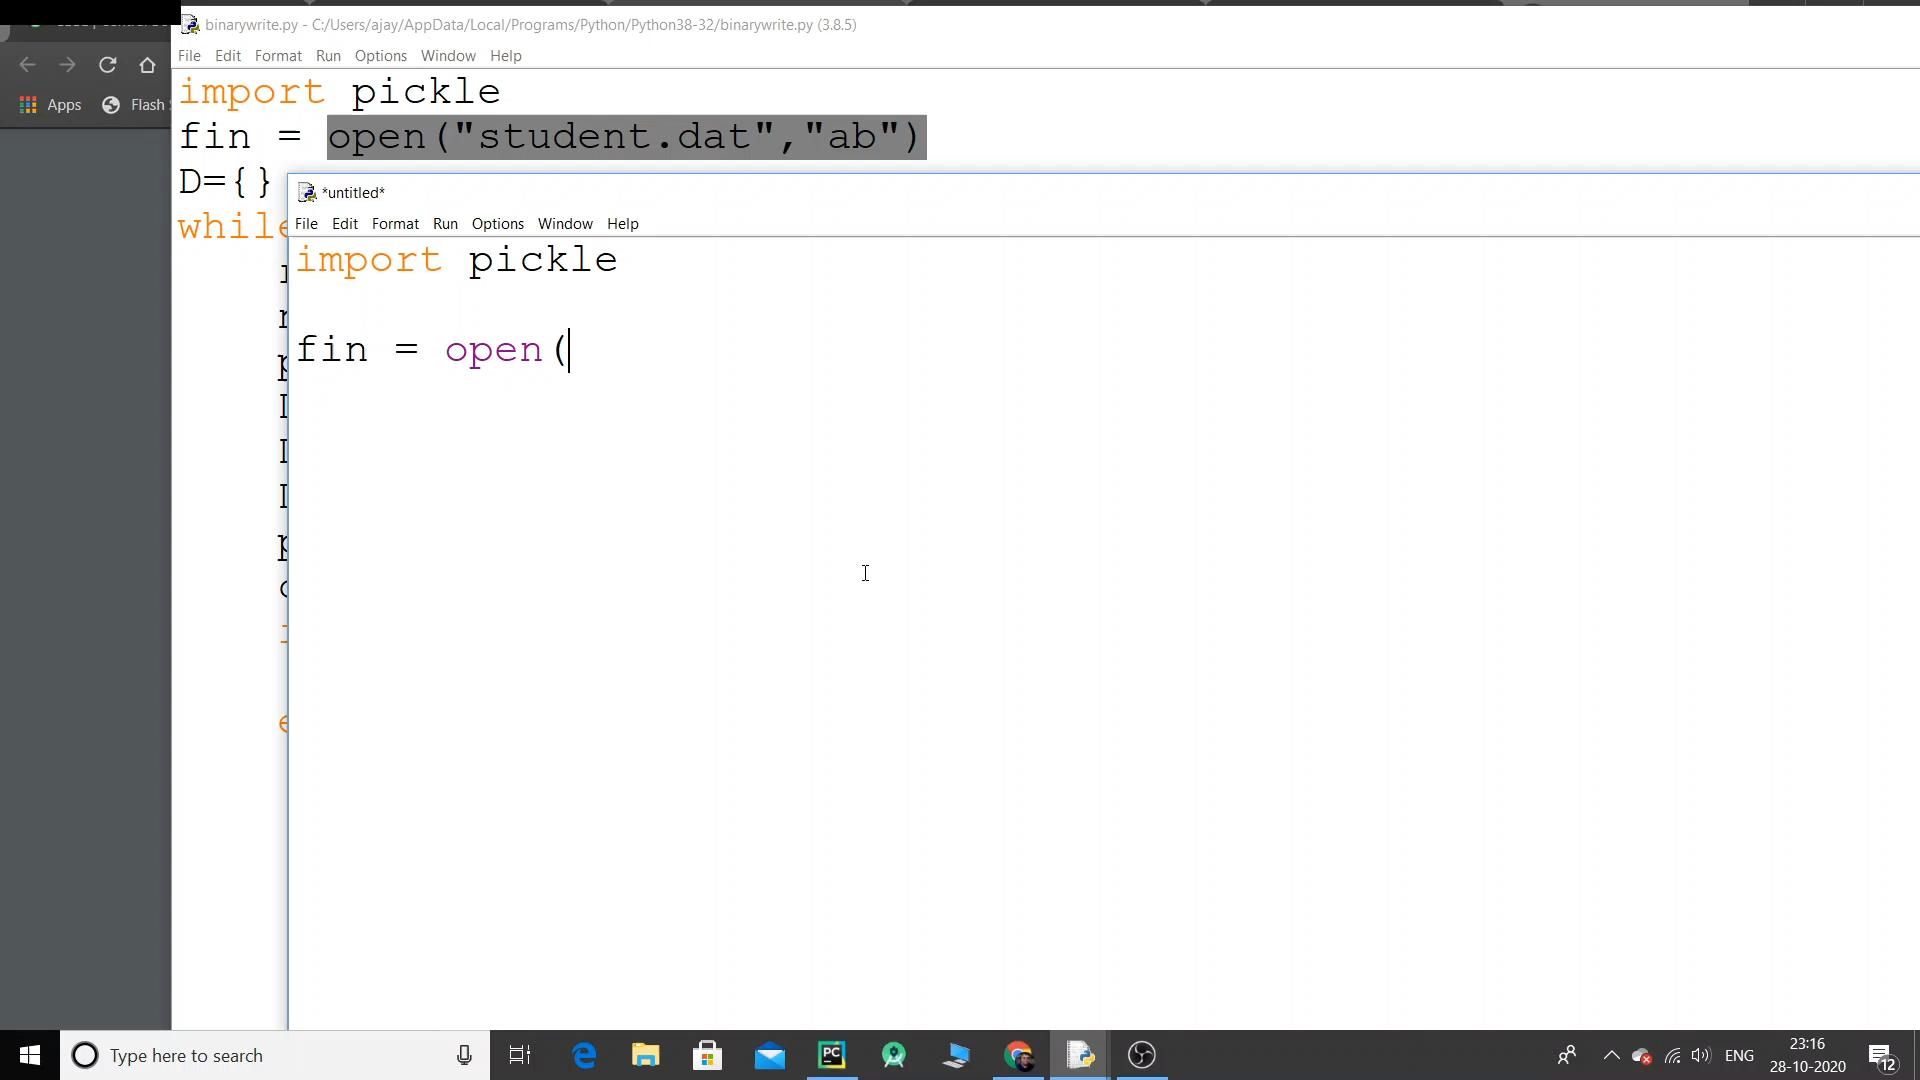 binarywrite.py - C:/Users/ajay/AppData/Local/Programs/Python/Python38-32/binarywrite.py (3.8.5)
File Edit Format Run Options Window Help
Apps Flash
import pickle
fin = open("student.dat","ab")
D={}
while
*untitled*
File Edit Format Run Options Window Help
import pickle
fin = open(
Type here to search
PC
ENG
23:16
28-10-2020
12